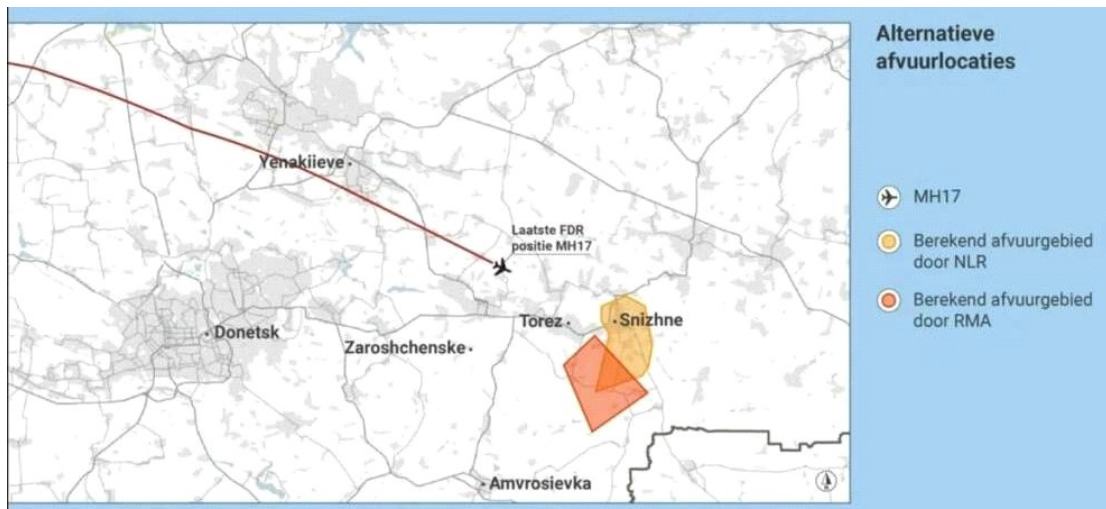 Alternatieve
afvuurlocaties
MH17
Berekend afvuurgebied
door NLR
Berekend afvuurgebied
door RMA
Yenakiieve
Laatste FDR
positie MH17
Torez
Snizhne
Donetsk
Zaroshchenske
Amvrosievka